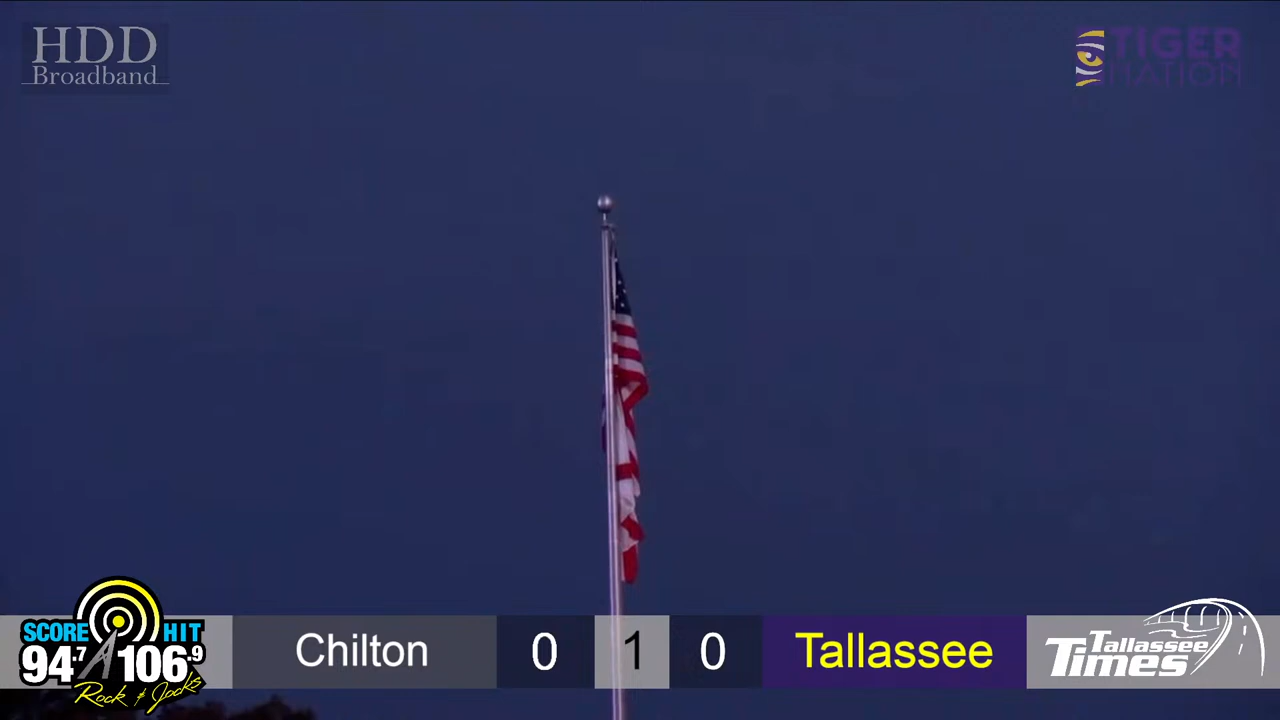 HDD
Broadband
TIGER
NATION
SCORE HIT
94.7 106.9
Rock & Jocks
Chilton 0 1 0 Tallassee
Tallassee
Times